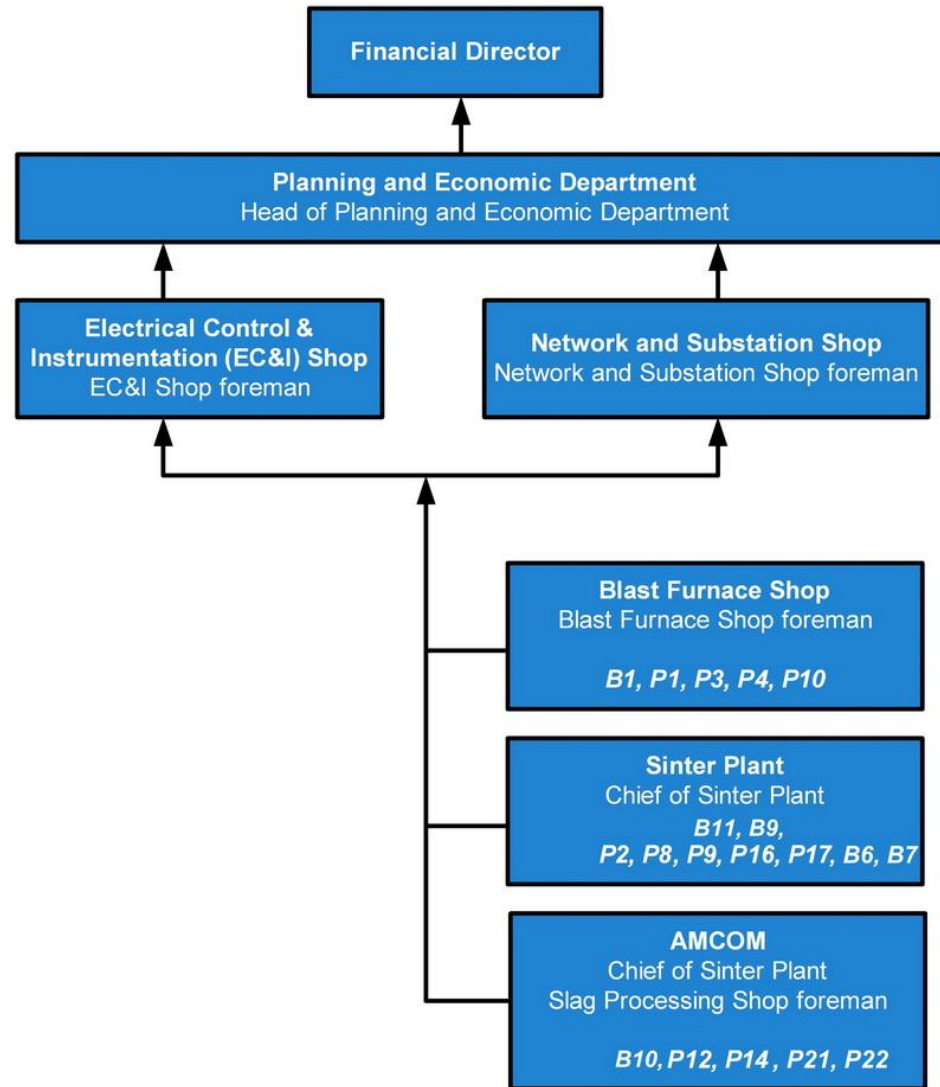 Financial Director
Planning and Economic Department
Head of Planning and Economic Department
Electrical Control &
Instrumentation (EC&I) Shop
EC&I Shop foreman
Network and Substation Shop
Network and Substation Shop foreman
Blast Furnace Shop
Blast Furnace Shop foreman
B1, P1, P3, P4, P10
Sinter Plant
Chief of Sinter Plant
B11, B9,
P2, P8, P9, P16, P17, B6, B7
AMCOM
Chief of Sinter Plant
Slag Processing Shop foreman
B10, P12, P14 , P21, P22